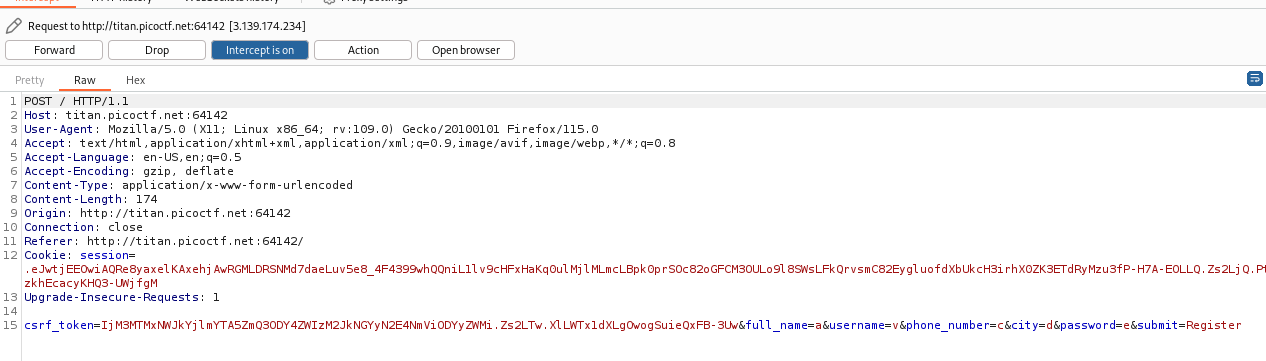 Intercept HTTP history WebSockets history Proxy settings
Request to http://titan.picoctf.net:64142 [3.139.174.234]
Forward Drop Intercept is on Action Open browser
Pretty Raw Hex
1 POST / HTTP/1.1
2 Host: titan.picoctf.net:64142
3 User-Agent: Mozilla/5.0 (X11; Linux x86_64; rv:109.0) Gecko/20100101 Firefox/115.0
4 Accept: text/html,application/xhtml+xml,application/xml;q=0.9,image/avif,image/webp,*/*;q=0.8
5 Accept-Language: en-US,en;q=0.5
6 Accept-Encoding: gzip, deflate
7 Content-Type: application/x-www-form-urlencoded
8 Content-Length: 174
9 Origin: http://titan.picoctf.net:64142
10 Connection: close
11 Referer: http://titan.picoctf.net:64142/
12 Cookie: session=
.eJwtjEEOwiAQRe8yaxelKAxehjAwRGMLDRSNMd7daeLuv5e8_4F4399whQQniL1lv9cHFxHaKqOulMjlMLmcLBpkOprSOc82oGFCM3OULo9l8SWsLFkQrvsmC82EygluofdXbUkcH3irhXOZK3ETdRyMzu3fP-H7A-EOLLQ.Zs2LjQ.Pt
zkhEcacyKHQ3-UWjfgM
13 Upgrade-Insecure-Requests: 1
14
15 csrf_token=IjM3MTMxNWJkYjlmYTA5ZmQ3ODY4ZWIzM2JkNGYyN2E4NmViODYyZWMi.Zs2LTw.XlLWTx1dXLgOwogSuieQxFB-3Uw&full_name=a&username=v&phone_number=c&city=d&password=e&submit=Register